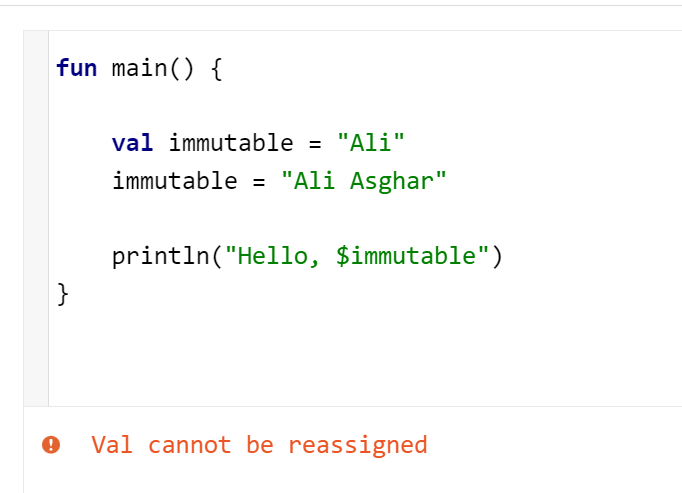 fun main() {
val immutable = "Ali"
immutable = "Ali Asghar"
println("Hello, $immutable")
}
Val cannot be reassigned